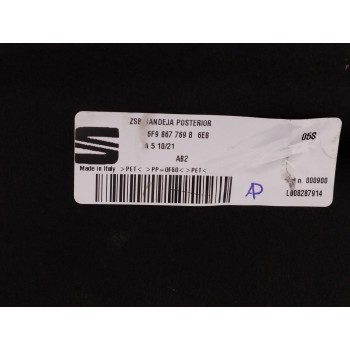 ZSB BANDEJA POSTERIOR
6F9 867 769 B 6E8
05S
A 5 10/21
A82
Made in Italy >PET< >PP-GF60< >PET<
n. 000900
L008287914
AP